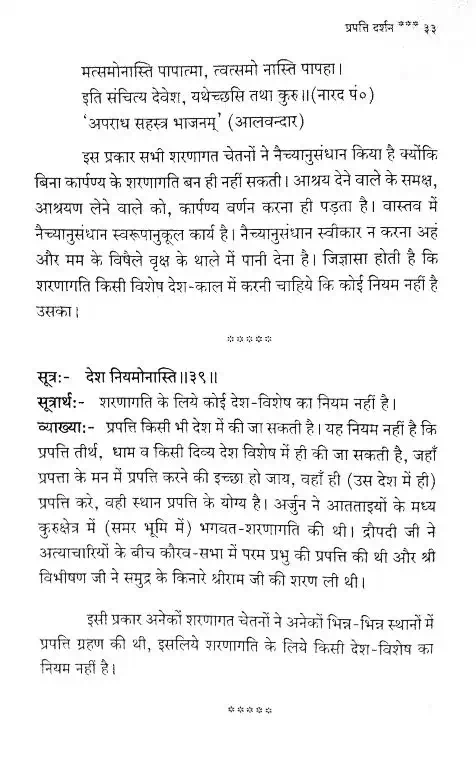 प्रपत्ति दर्शन *** ३३
मत्समोनास्ति पापात्मा, त्वत्समो नास्ति पापहा।
इति संचित्य देवेश, यथेच्छसि तथा कुरु॥(नारद पं०)
'अपराध सहस्त्र भाजनम्' (आलवन्दार)
इस प्रकार सभी शरणागत चेतनों ने नैच्यानुसंधान किया है क्योंकि
बिना कार्पण्य के शरणागति बन ही नहीं सकती। आश्रय देने वाले के समक्ष,
आश्रयण लेने वाले को, कार्पण्य वर्णन करना ही पड़ता है। वास्तव में
नैच्यानुसंधान स्वरूपानुकूल कार्य है। नैच्यानुसंधान स्वीकार न करना अहं
और मम के विषैले वृक्ष के थाले में पानी देना है। जिज्ञासा होती है कि
शरणागति किसी विशेष देश-काल में करनी चाहिये कि कोई नियम नहीं है
उसका।
*****
सूत्रः- देश नियमोनास्ति॥३९॥
सूत्रार्थः- शरणागति के लिये कोई देश-विशेष का नियम नहीं है।
व्याख्याः- प्रपत्ति किसी भी देश में की जा सकती है। यह नियम नहीं है कि
प्रपत्ति तीर्थ, धाम व किसी दिव्य देश विशेष में ही की जा सकती है, जहाँ
प्रपत्ता के मन में प्रपत्ति करने की इच्छा हो जाय, वहाँ ही (उस देश में ही)
प्रपत्ति करे, वही स्थान प्रपत्ति के योग्य है। अर्जुन ने आतताइयों के मध्य
कुरुक्षेत्र में (समर भूमि में) भगवत-शरणागति की थी। द्रौपदी जी ने
अत्याचारियों के बीच कौरव-सभा में परम प्रभु की प्रपत्ति की थी और श्री
विभीषण जी ने समुद्र के किनारे श्रीराम जी की शरण ली थी।
इसी प्रकार अनेकों शरणागत चेतनों ने अनेकों भिन्न-भिन्न स्थानों में
प्रपत्ति ग्रहण की थी, इसलिये शरणागति के लिये किसी देश-विशेष का
नियम नहीं है।
*****